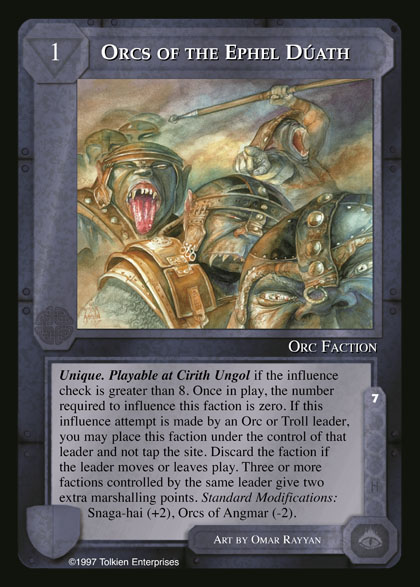 1
ORCS OF THE EPHEL DÚATH
ORC FACTION
Unique. Playable at Cirith Ungol if the influence
check is greater than 8. Once in play, the number
required to influence this faction is zero. If this
influence attempt is made by an Orc or Troll leader,
you may place this faction under the control of that
leader and not tap the site. Discard the faction if
the leader moves or leaves play. Three or more
factions controlled by the same leader give two
extra marshalling points. Standard Modifications:
Snaga-hai (+2), Orcs of Angmar (-2).
7
H
ART BY OMAR RAYYAN
©1997 Tolkien Enterprises